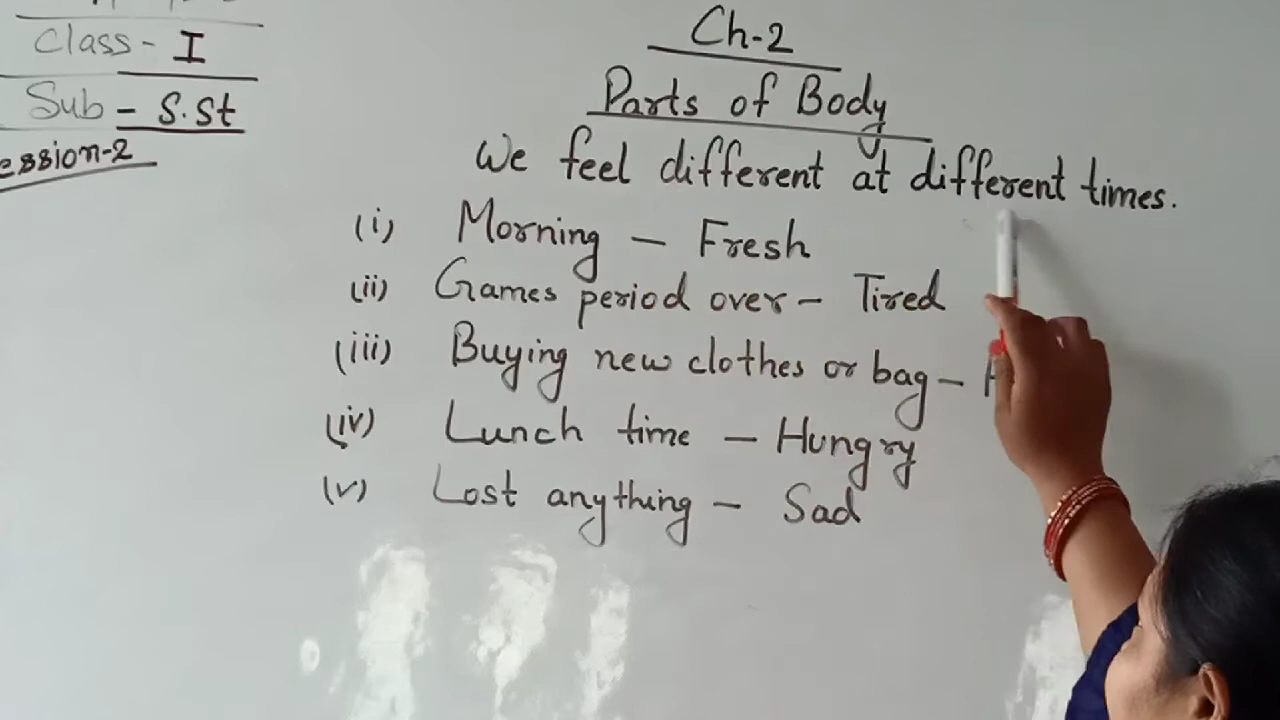 Class - I
Sub - S.St
ession-2
Ch-2
Parts of Body
We feel different at different times.
(i) Morning - Fresh
(ii) Games period over - Tired
(iii) Buying new clothes or bag -
(iv) Lunch time - Hungry
(v) Lost anything - Sad